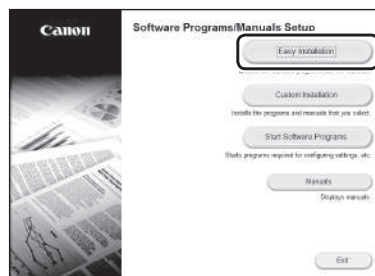 Canon
Software Programs/Manuals Setup
Easy Installation
Custom Installation
Installs the programs and manuals that you select.
Start Software Programs
Starts programs required for configuring settings, etc.
Manuals
Displays manuals.
Exit